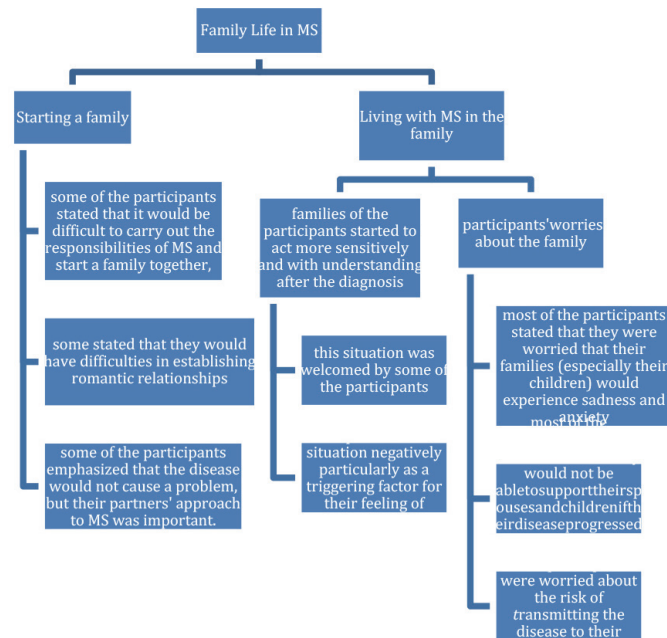 Family Life in MS
Starting a family
some of the participants
stated that it would be
difficult to carry out the
responsibilities of MS and
start a family together,
some stated that they would
have difficulties in establishing
romantic relationships
some of the participants
emphasized that the disease
would not cause a problem,
but their partners' approach
to MS was important.
Living with MS in the
family
families of the
participants started to
act more sensitively
and with understanding
after the diagnosis
this situation was
welcomed by some of
the participants
situation negatively
particularly as a
triggering factor for
their feeling of
participants'worries
about the family
most of the participants
stated that they were
worried that their
families (especially their
children) would
experience sadness and
anxiety
most of the
would not be
abletosupporttheirsp
ousesandchildrenifth
eirdiseaseprogressed
were worried about
the risk of
transmitting the
disease to their